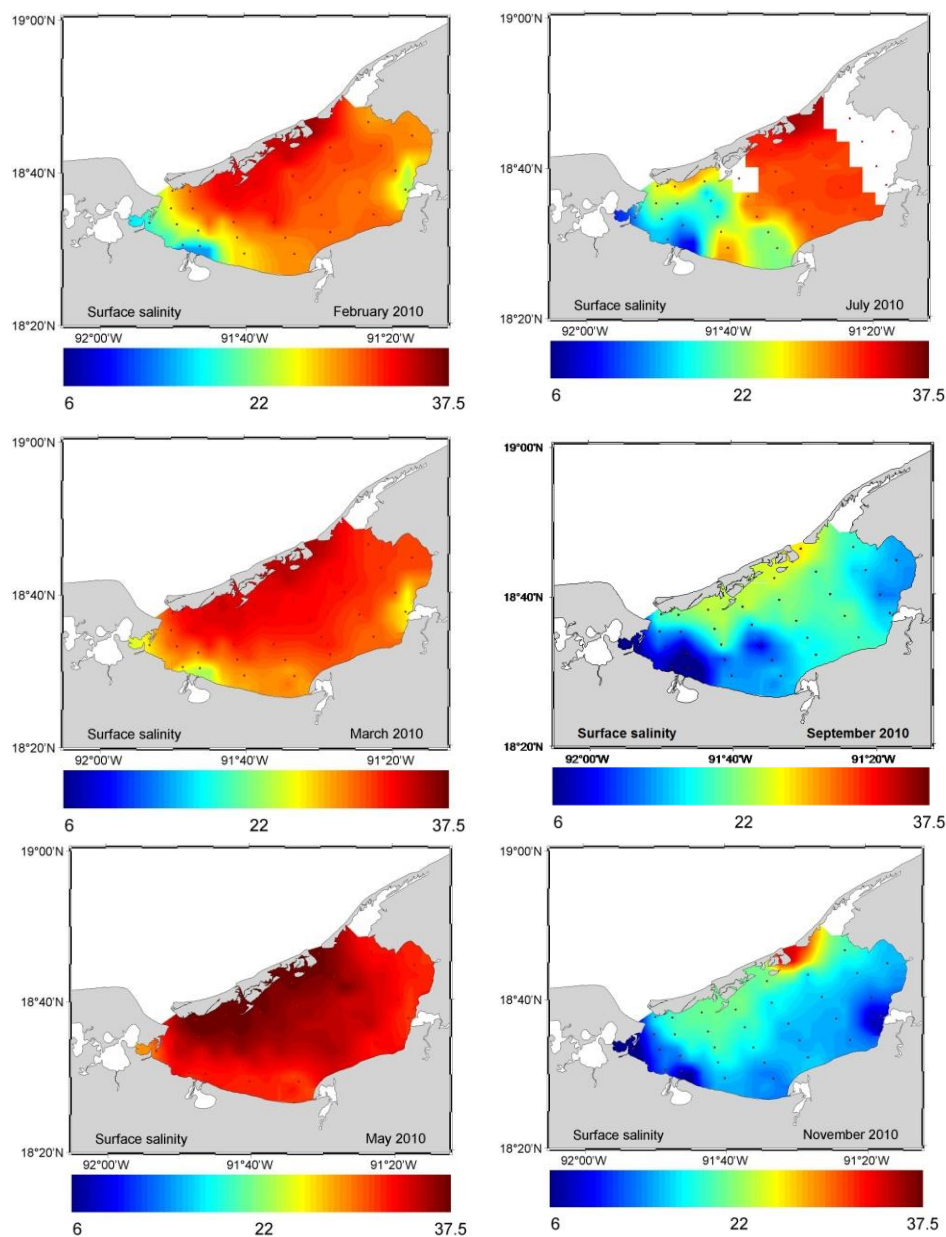 19°00'N
18°40'N
18°20'N
Surface salinity February 2010
92°00'W 91°40'W 91°20'W
6 22 37.5
19°00'N
18°40'N
18°20'N
Surface salinity July 2010
92°00'W 91°40'W 91°20'W
6 22 37.5
19°00'N
18°40'N
18°20'N
Surface salinity March 2010
92°00'W 91°40'W 91°20'W
6 22 37.5
19°00'N
18°40'N
18°20'N
Surface salinity September 2010
92°00'W 91°40'W 91°20'W
6 22 37.5
19°00'N
18°40'N
18°20'N
Surface salinity May 2010
92°00'W 91°40'W 91°20'W
6 22 37.5
19°00'N
18°40'N
18°20'N
Surface salinity November 2010
92°00'W 91°40'W 91°20'W
6 22 37.5